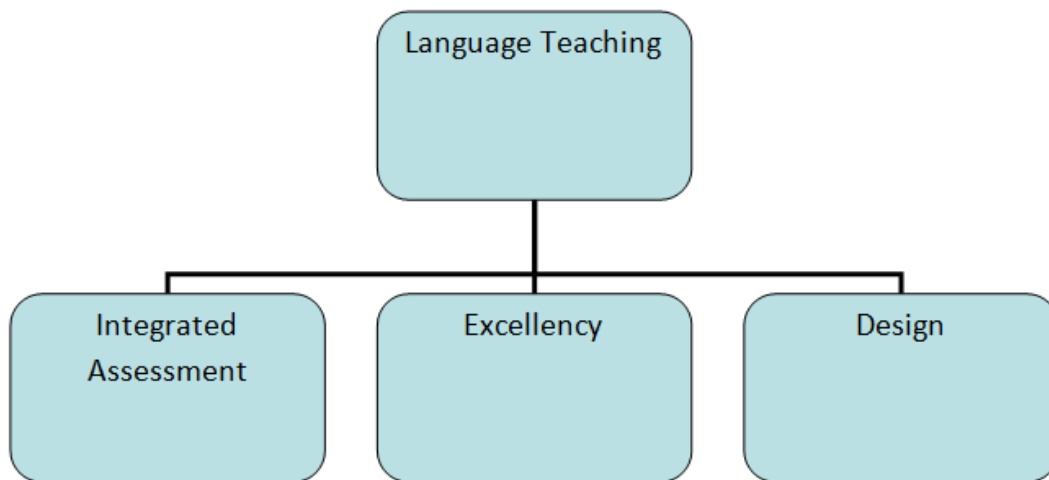 Language Teaching
Integrated
Assessment
Excellency
Design